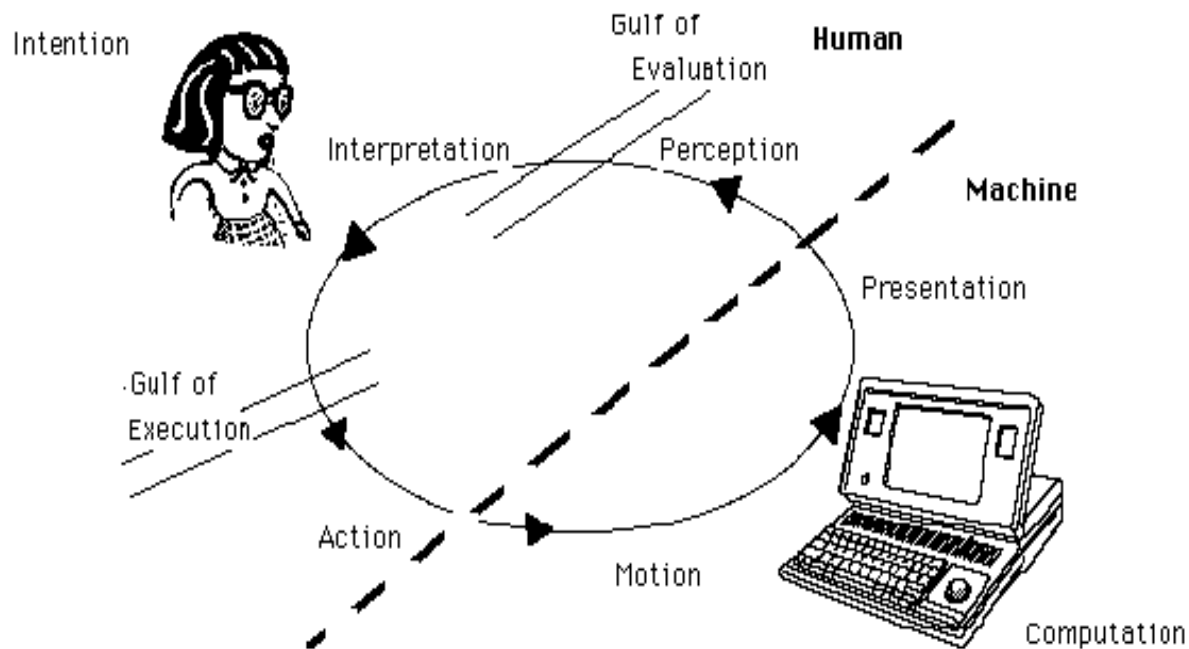 Intention
Gulf of
Evaluation
Human
Interpretation
Perception
Machine
Presentation
Gulf of
Execution
Action
Motion
Computation